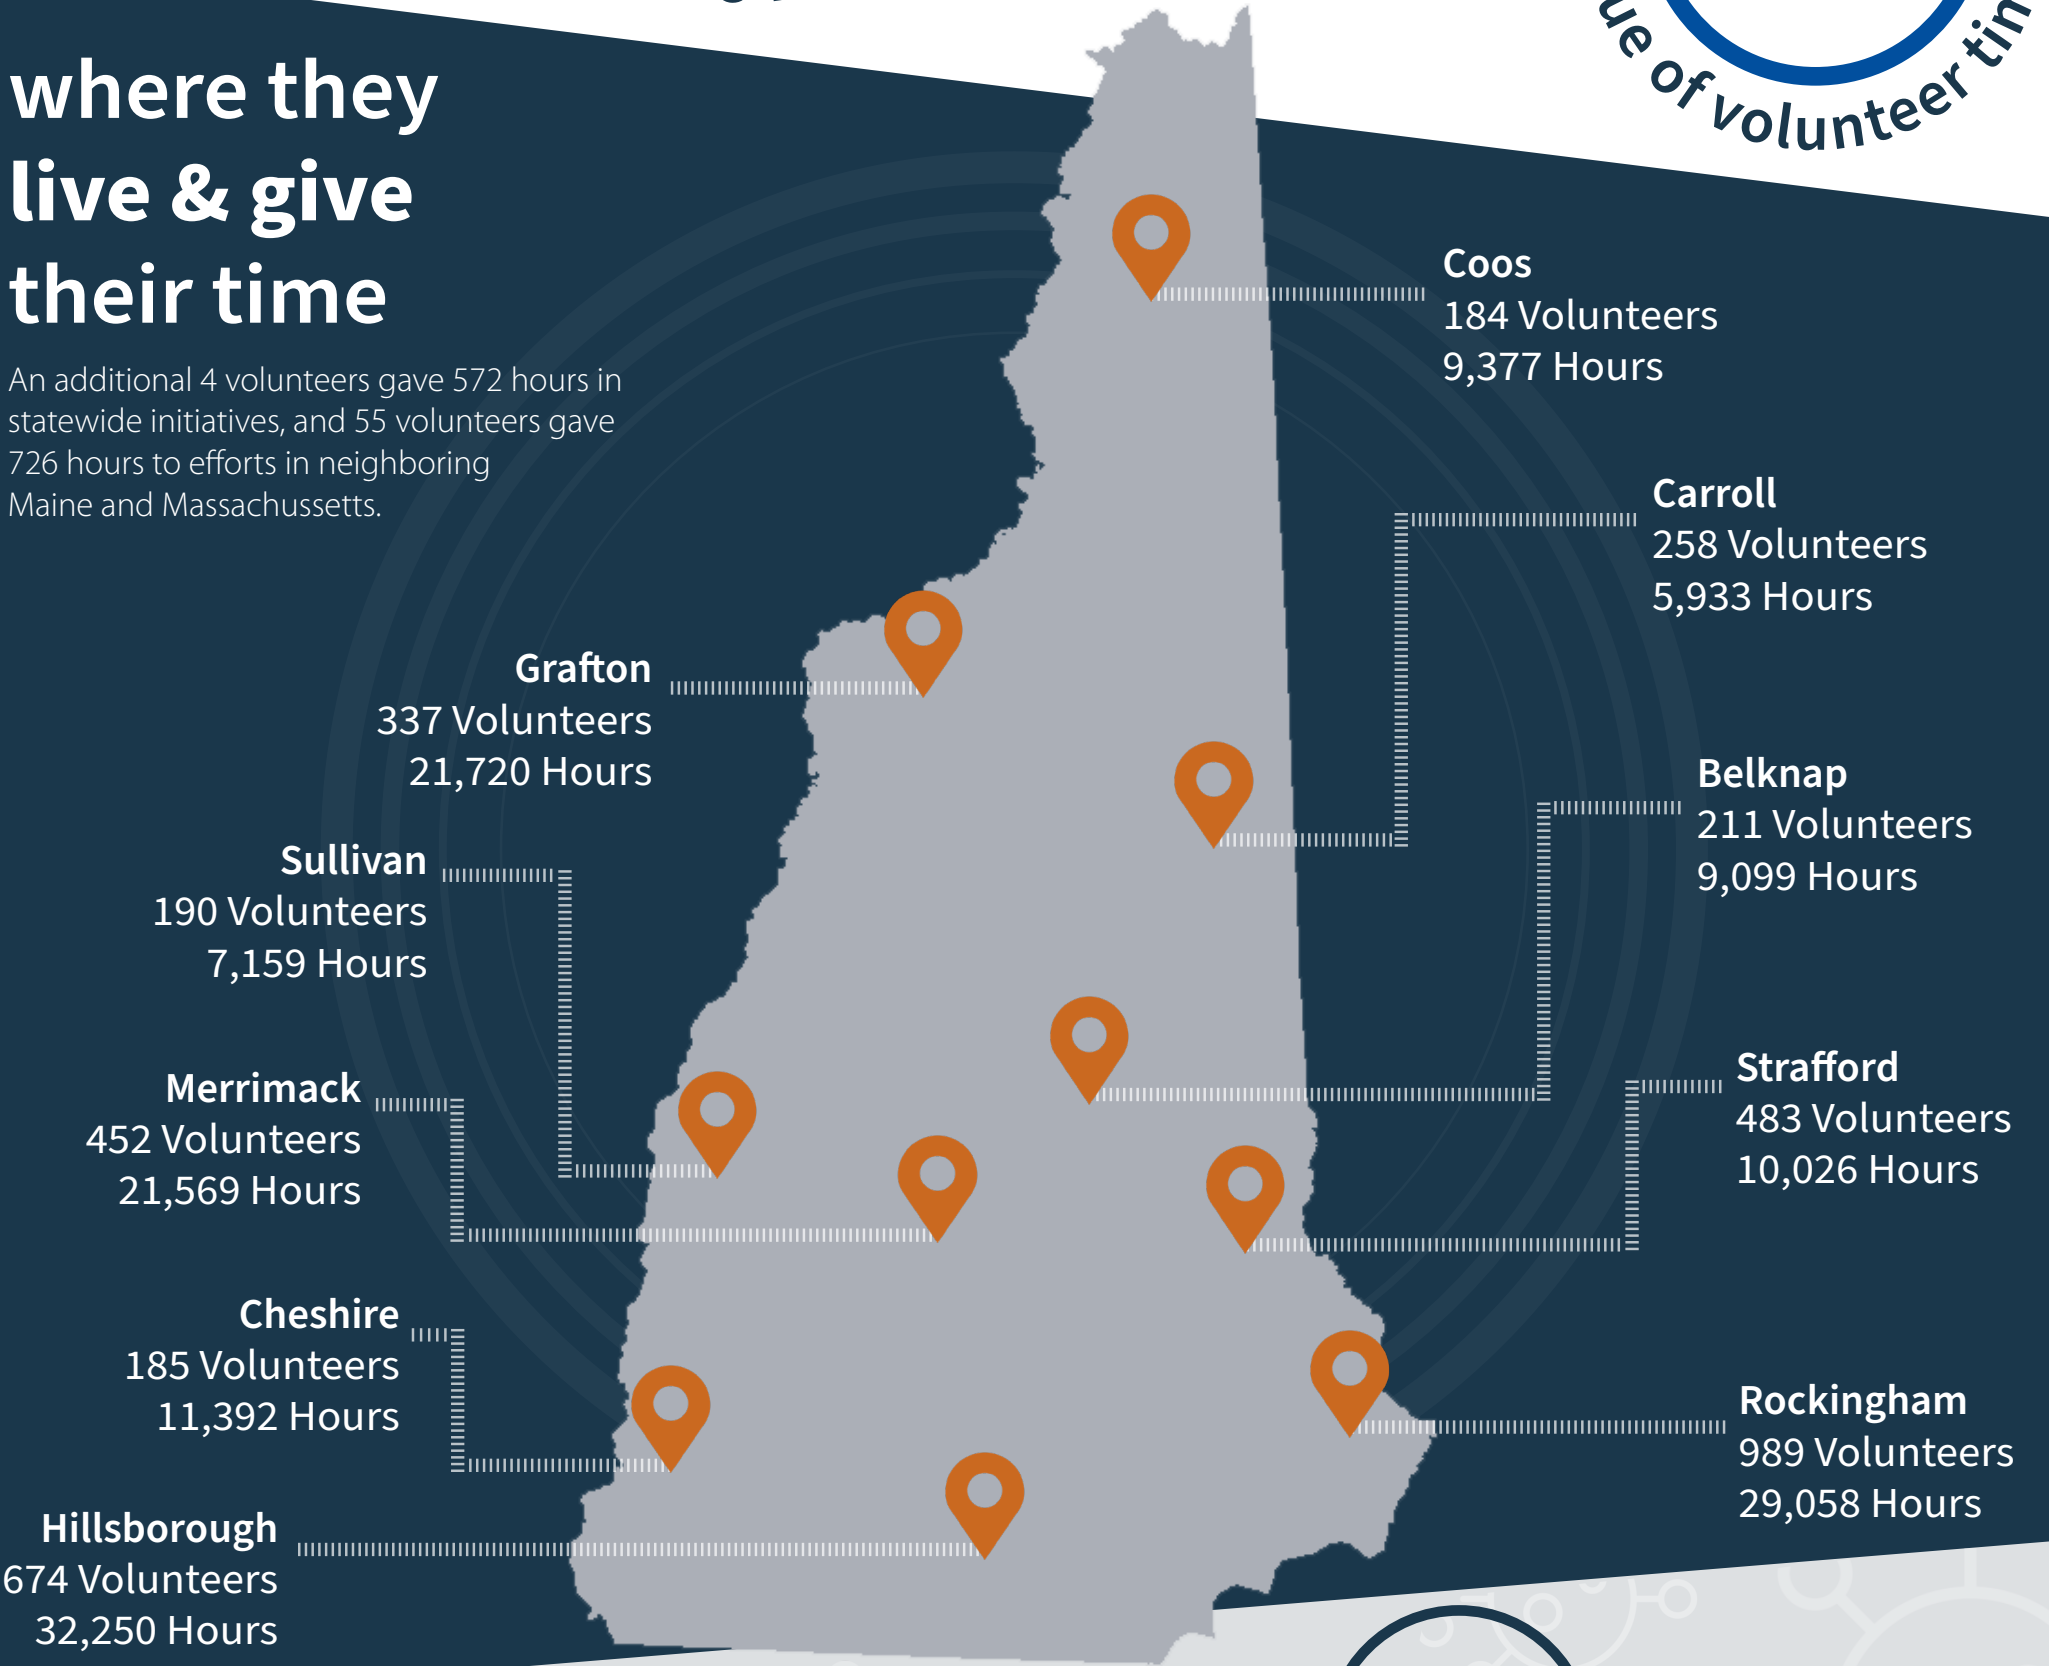 of volunteer
where they
live & give
their time
An additional 4 volunteers gave 572 hours in
statewide initiatives, and 55 volunteers gave
726 hours to efforts in neighboring
Maine and Massachussetts.
Coos
184 Volunteers
9,377 Hours
Carroll
258 Volunteers
5,933 Hours
Grafton
337 Volunteers
21,720 Hours
Belknap
211 Volunteers
9,099 Hours
Sullivan
190 Volunteers
7,159 Hours
Strafford
483 Volunteers
10,026 Hours
Merrimack
452 Volunteers
21,569 Hours
Cheshire
185 Volunteers
11,392 Hours
Rockingham
989 Volunteers
29,058 Hours
Hillsborough
674 Volunteers
32,250 Hours